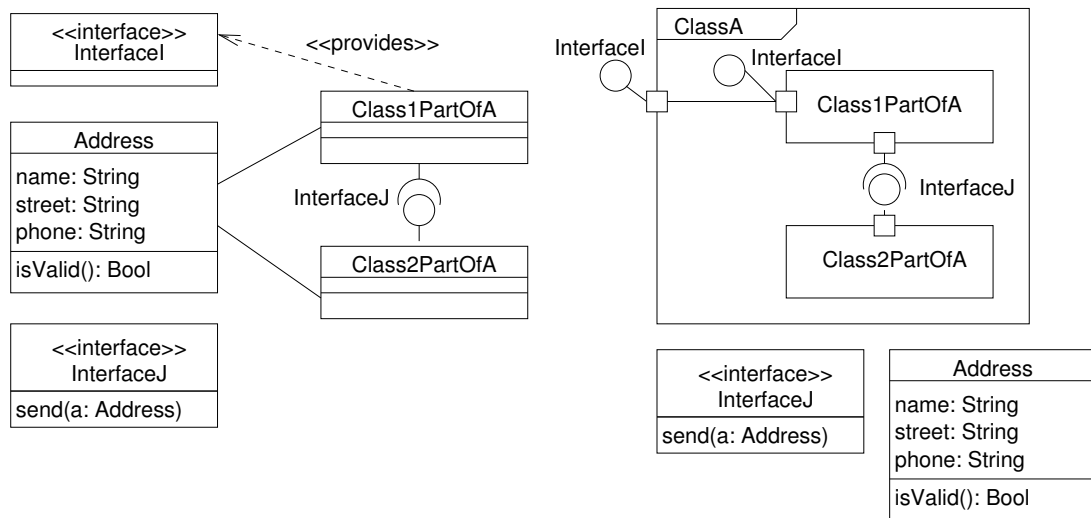 <<interface>>
InterfaceI
<<provides>>
Class1PartOfA
Address
name: String
street: String
phone: String
isValid(): Bool
InterfaceJ
Class2PartOfA
<<interface>>
InterfaceJ
send(a: Address)
ClassA
InterfaceI
InterfaceI
Class1PartOfA
InterfaceJ
Class2PartOfA
<<interface>>
InterfaceJ
send(a: Address)
Address
name: String
street: String
phone: String
isValid(): Bool